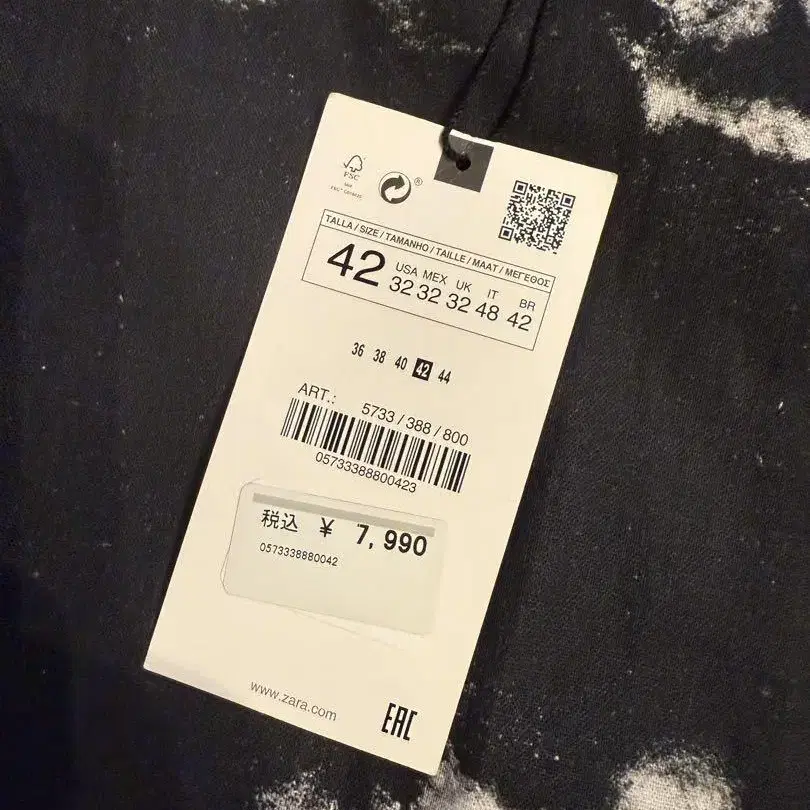 FSC
®
TALLA / SIZE / TAMANHO / TAILLE / MAAT / ΜΕΓΕΘΟΣ
42
USA MEX UK IT BR
32 32 32 48 42
36 38 40 42 44
ART.: 5733 / 388 / 800
05733388800423
税込 ¥ 7,990
0573338880042
www.zara.com
EAC